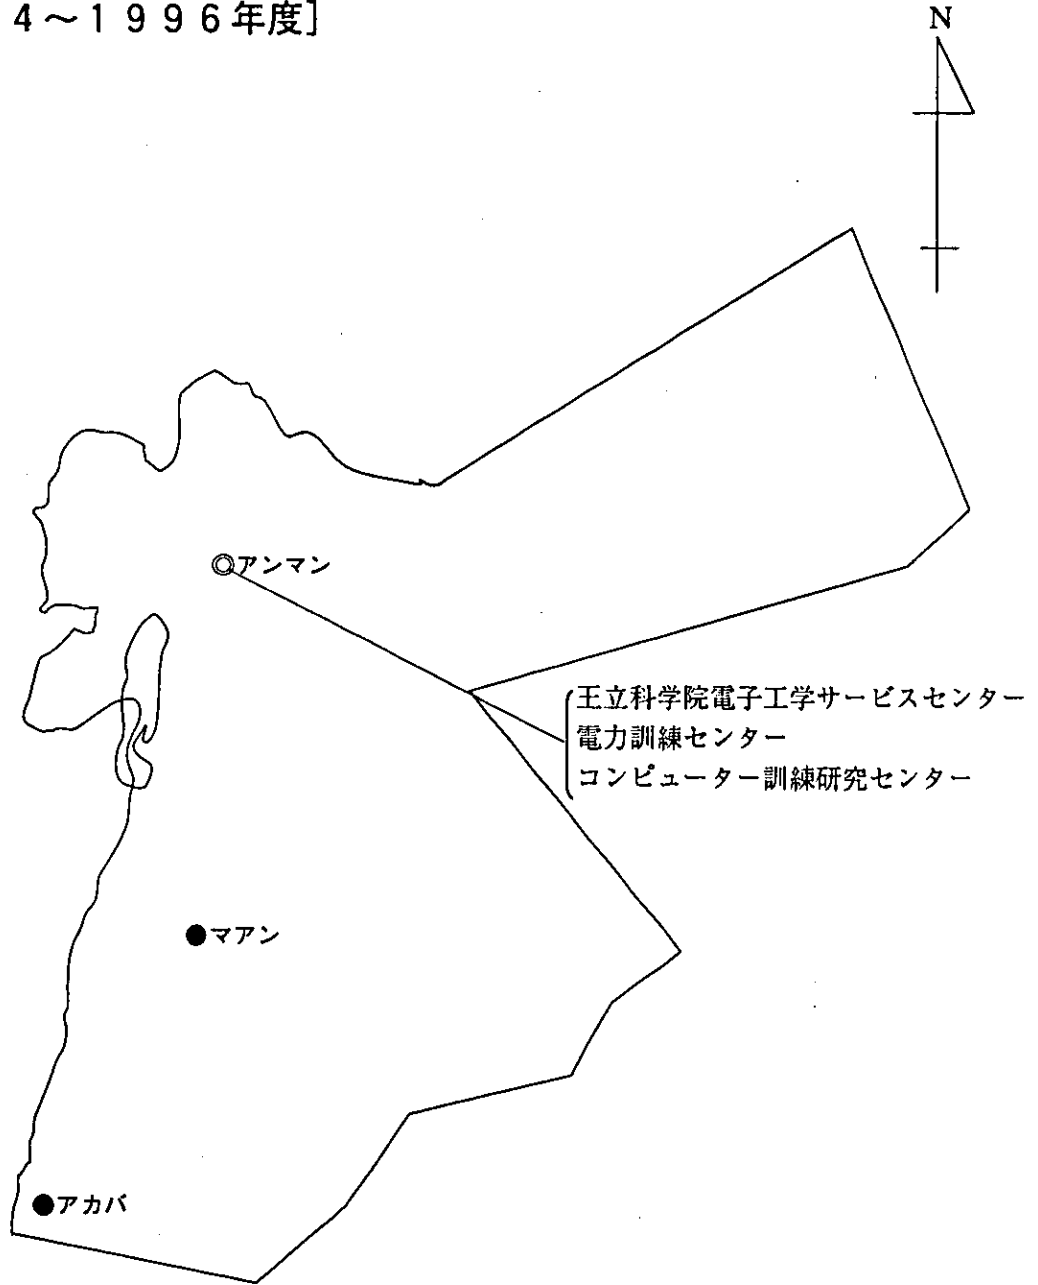 4～1996年度]
N
アンマン
王立科学院電子工学サービスセンター
電力訓練センター
コンピューター訓練研究センター
マアン
アカバ